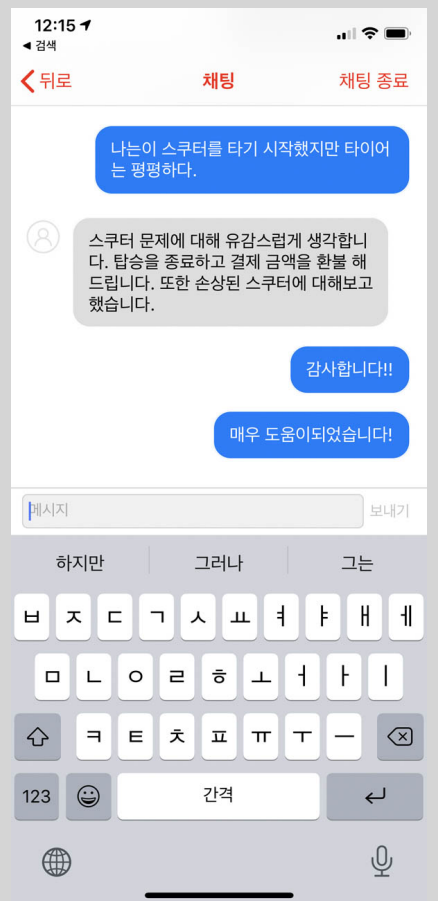 12:15
◀ 검색
뒤로 채팅 채팅 종료
나는이 스쿠터를 타기 시작했지만 타이어
는 평평하다.
스쿠터 문제에 대해 유감스럽게 생각합니
다. 탑승을 종료하고 결제 금액을 환불 해
드립니다. 또한 손상된 스쿠터에 대해보고
했습니다.
감사합니다!!
매우 도움이되었습니다!
메시지 보내기
하지만 그러나 그는
ㅂ ㅈ ㄷ ㄱ ㅅ ㅛ ㅕ ㅑ ㅐ ㅔ
ㅁ ㄴ ㅇ ㄹ ㅎ ㅗ ㅓ ㅏ ㅣ
ㅋ ㅌ ㅊ ㅍ ㅠ ㅜ ㅡ
123 간격